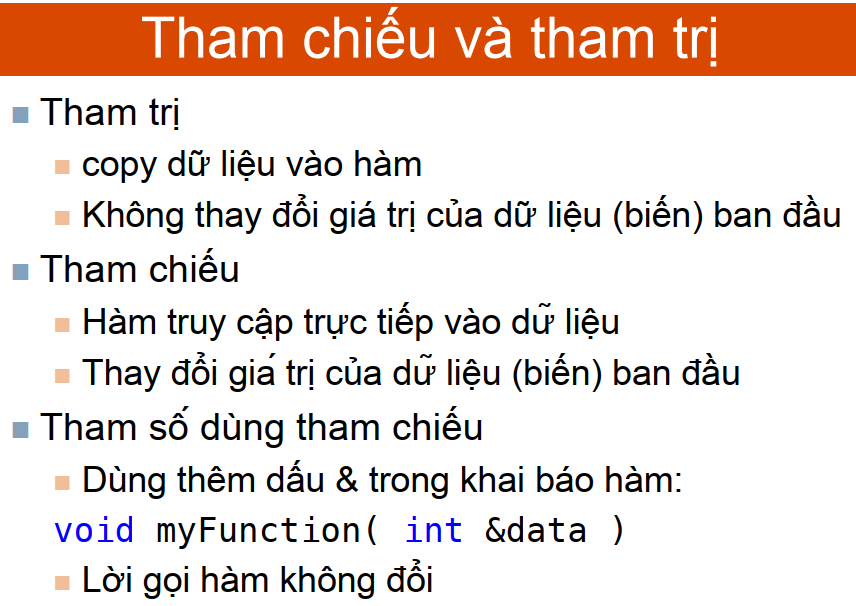 Tham chiếu và tham trị
Tham trị
copy dữ liệu vào hàm
Không thay đổi giá trị của dữ liệu (biến) ban đầu
Tham chiếu
Hàm truy cập trực tiếp vào dữ liệu
Thay đổi giá trị của dữ liệu (biến) ban đầu
Tham số dùng tham chiếu
Dùng thêm dấu & trong khai báo hàm:
void myFunction( int &data )
Lời gọi hàm không đổi